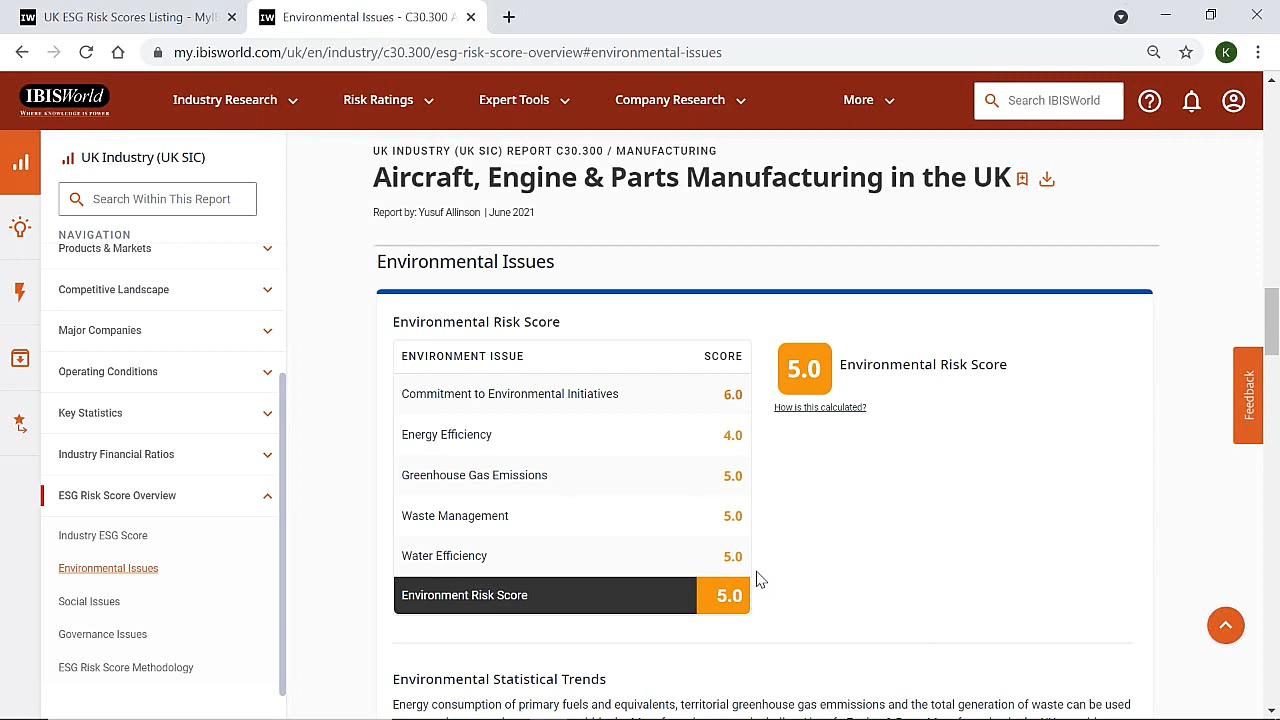 IW UK ESG Risk Scores Listing - MyI
IW Environmental Issues - C30.300 A
my.ibisworld.com/uk/en/industry/c30.300/esg-risk-score-overview#environmental-issues
K
IBISWorld
WHERE KNOWLEDGE IS POWER
Industry Research
Risk Ratings
Expert Tools
Company Research
More
Search IBISWorld
UK Industry (UK SIC)
Search Within This Report
NAVIGATION
Products & Markets
Competitive Landscape
Major Companies
Operating Conditions
Key Statistics
Industry Financial Ratios
ESG Risk Score Overview
Industry ESG Score
Environmental Issues
Social Issues
Governance Issues
ESG Risk Score Methodology
UK INDUSTRY (UK SIC) REPORT C30.300 / MANUFACTURING
Aircraft, Engine & Parts Manufacturing in the UK
Report by: Yusuf Allinson | June 2021
Environmental Issues
Environmental Risk Score
ENVIRONMENT ISSUE SCORE
Commitment to Environmental Initiatives 6.0
Energy Efficiency 4.0
Greenhouse Gas Emissions 5.0
Waste Management 5.0
Water Efficiency 5.0
Environment Risk Score 5.0
5.0 Environmental Risk Score
How is this calculated?
Environmental Statistical Trends
Energy consumption of primary fuels and equivalents, territorial greenhouse gas emmissions and the total generation of waste can be used
Feedback